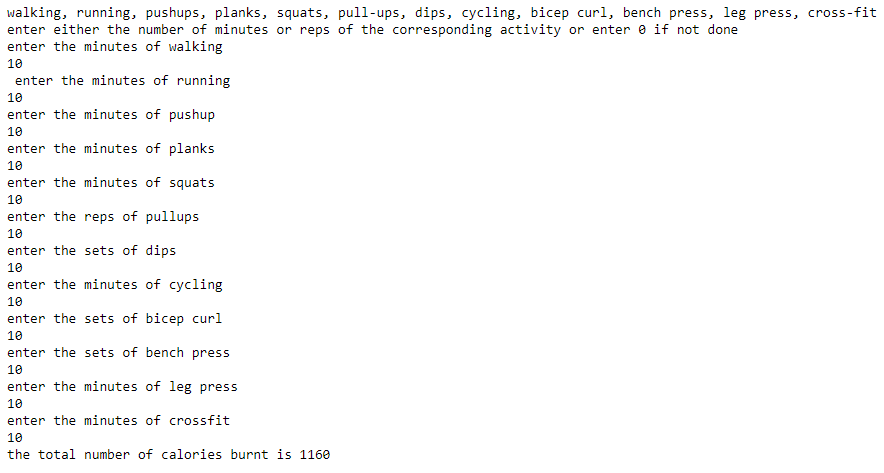 walking, running, pushups, planks, squats, pull-ups, dips, cycling, bicep curl, bench press, leg press, cross-fit
enter either the number of minutes or reps of the corresponding activity or enter 0 if not done
enter the minutes of walking
10
 enter the minutes of running
10
enter the minutes of pushup
10
enter the minutes of planks
10
enter the minutes of squats
10
enter the reps of pullups
10
enter the sets of dips
10
enter the minutes of cycling
10
enter the sets of bicep curl
10
enter the sets of bench press
10
enter the minutes of leg press
10
enter the minutes of crossfit
10
the total number of calories burnt is 1160